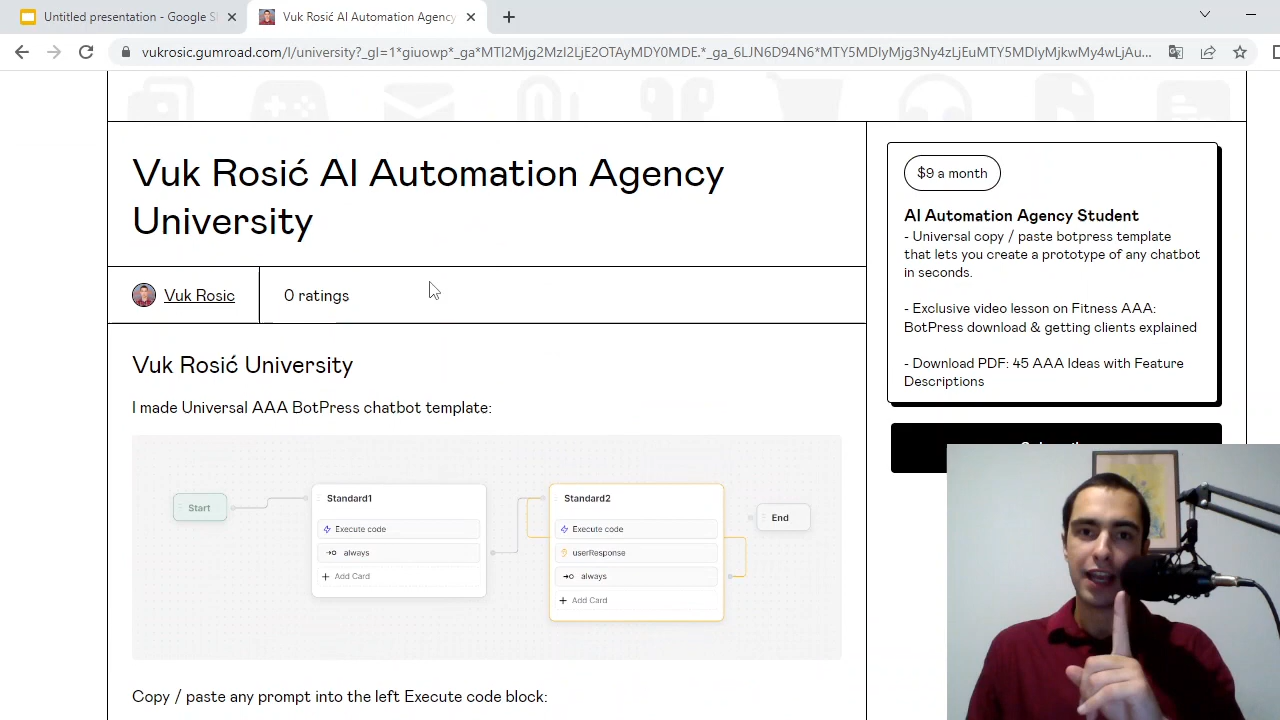 Untitled presentation - Google S
Vuk Rosić AI Automation Agency
vukrosic.gumroad.com/l/university?_gl=1*giuowp*_ga*MTI2Mjg2MzI2LjE2OTAyMDY0MDE.*_ga_6LJN6D94N6*MTY5MDIyMjg3Ny4zLjEuMTY5MDIyMjkwMy4wLjAu...
Vuk Rosić AI Automation Agency
University
Vuk Rosic
0 ratings
Vuk Rosić University
I made Universal AAA BotPress chatbot template:
Start
Standard1
Execute code
always
Add Card
Standard2
Execute code
userResponse
always
Add Card
End
Copy / paste any prompt into the left Execute code block:
$9 a month
AI Automation Agency Student
- Universal copy / paste botpress template
that lets you create a prototype of any chatbot
in seconds.
- Exclusive video lesson on Fitness AAA:
BotPress download & getting clients explained
- Download PDF: 45 AAA Ideas with Feature
Descriptions